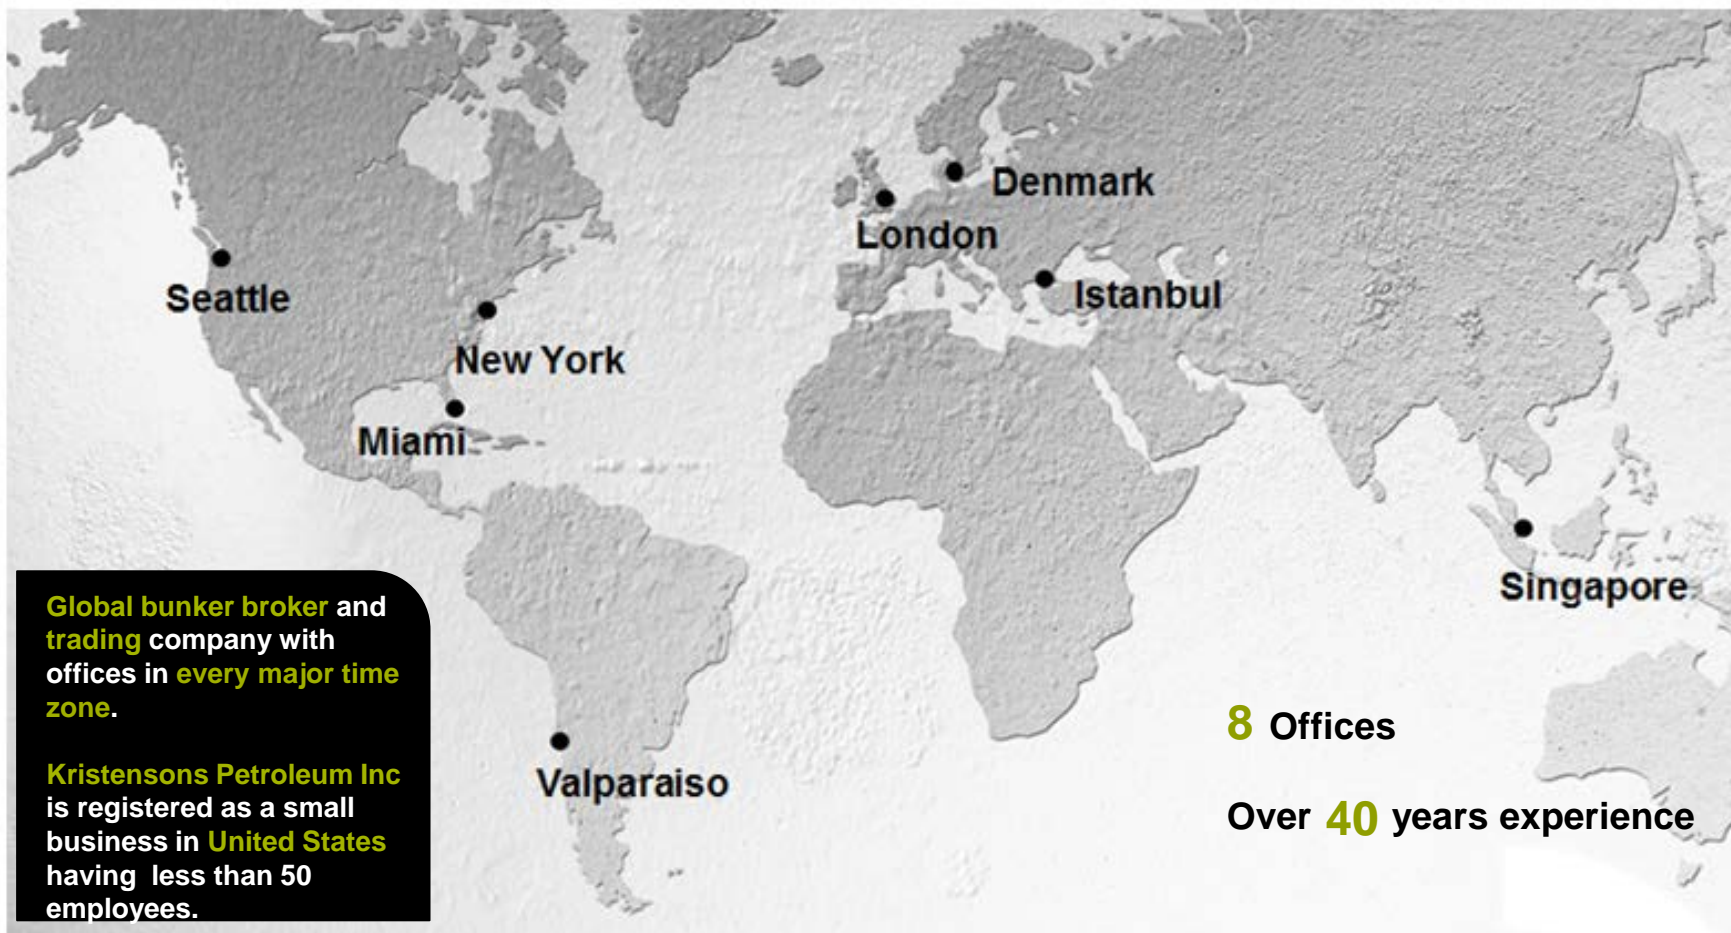 Denmark
London
Seattle
Istanbul
New York
Miami
Singapore
Valparaiso
Global bunker broker and
trading company with
offices in every major time
zone.
Kristensons Petroleum Inc
is registered as a small
business in United States
having less than 50
employees.
8 Offices
Over 40 years experience